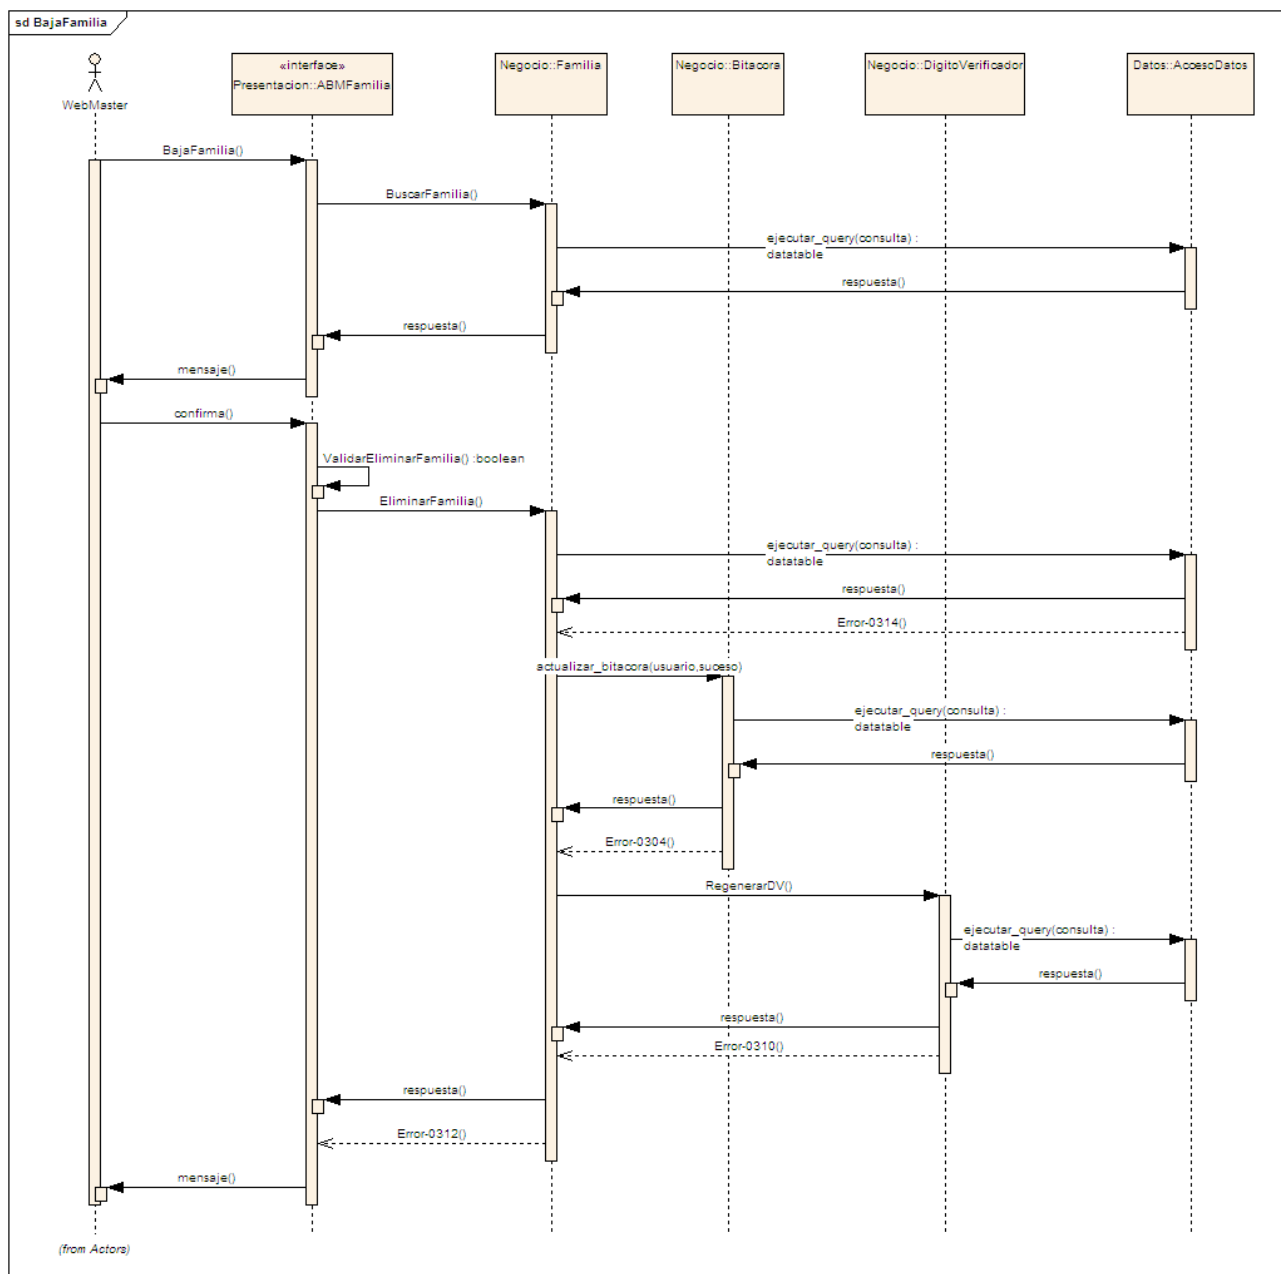 sd BajaFamilia
WebMaster
«interface»
Presentacion::ABMFamilia
Negocio::Familia
Negocio::Bitacora
Negocio::DigitoVerificador
Datos::AccesoDatos
BajaFamilia()
BuscarFamilia()
ejecutar_query(consulta) :
datatable
respuesta()
respuesta()
mensaje()
confirma()
ValidarEliminarFamilia() :boolean
EliminarFamilia()
ejecutar_query(consulta) :
datatable
respuesta()
Error-0314()
actualizar_bitacora(usuario,suceso)
ejecutar_query(consulta) :
datatable
respuesta()
respuesta()
Error-0304()
RegenerarDV()
ejecutar_query(consulta) :
datatable
respuesta()
respuesta()
Error-0310()
respuesta()
Error-0312()
mensaje()
(from Actors)